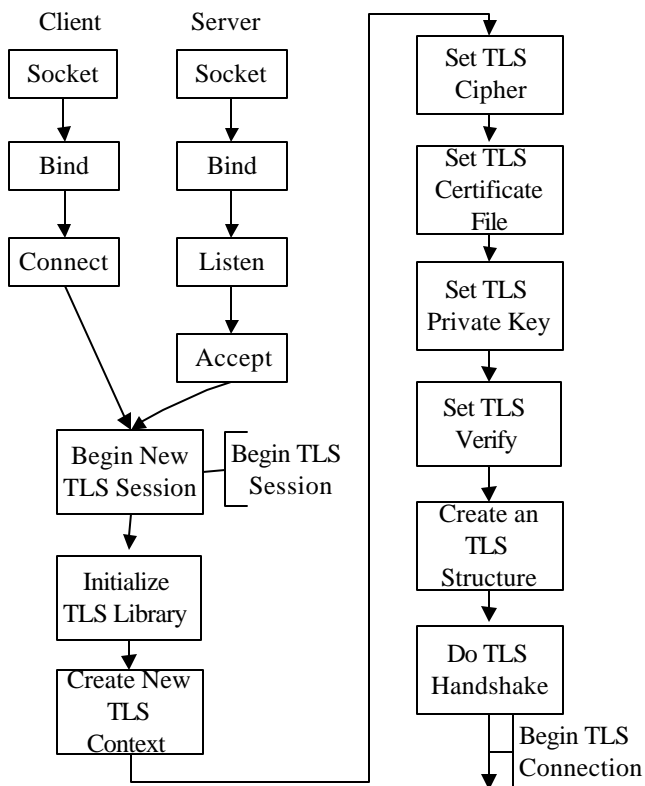 Client
Server
Socket
Socket
Bind
Bind
Connect
Listen
Accept
Begin New
TLS Session
Begin TLS
Session
Initialize
TLS Library
Create New
TLS
Context
Set TLS
Cipher
Set TLS
Certificate
File
Set TLS
Private Key
Set TLS
Verify
Create an
TLS
Structure
Do TLS
Handshake
Begin TLS
Connection